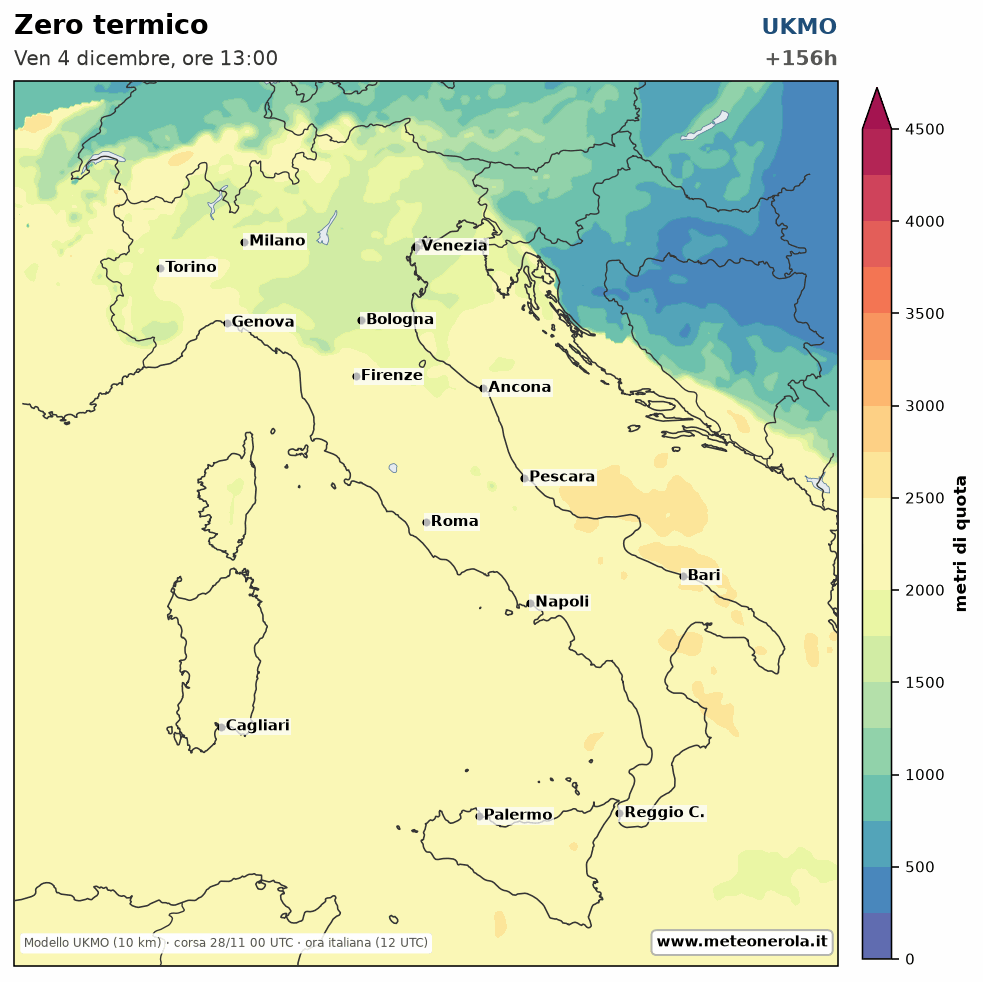 Zero termico
UKMO
Ven 4 dicembre, ore 13:00
+156h
4500
4000
3500
3000
2500
2000
1500
1000
500
0
metri di quota
Milano
Venezia
Torino
Genova
Bologna
Firenze
Ancona
Pescara
Roma
Bari
Napoli
Cagliari
Palermo
Reggio C.
Modello UKMO (10 km) · corsa 28/11 00 UTC · ora italiana (12 UTC)
www.meteonerola.it